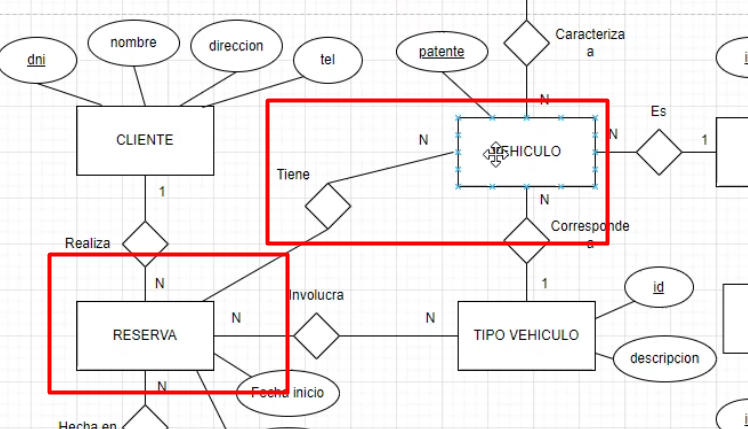 Caracteriza
a
nombre
direccion
dni
tel
patente
N
Es
CLIENTE
N
VEHICULO
N
1
Tiene
1
N
Realiza
Corresponde
a
N
1
id
Involucra
RESERVA
N
N
TIPO VEHICULO
descripcion
N
Fecha inicio
Hecha en